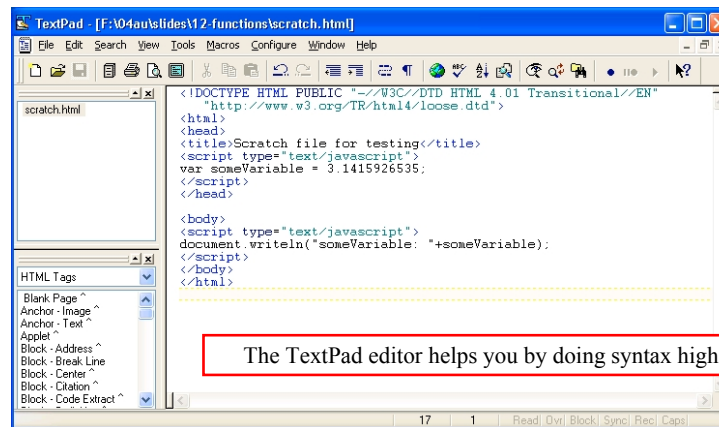 TextPad - [F:\04au\slides\12-functions\scratch.html]
File Edit Search View Tools Macros Configure Window Help
scratch.html
<!DOCTYPE HTML PUBLIC "-//W3C//DTD HTML 4.01 Transitional//EN"
"http://www.w3.org/TR/html4/loose.dtd">
<html>
<head>
<title>Scratch file for testing</title>
<script type="text/javascript">
var someVariable = 3.1415926535;
</script>
</head>
<body>
<script type="text/javascript">
document.writeln("someVariable: "+someVariable);
</script>
</body>
</html>
HTML Tags
Blank Page ^
Anchor - Image ^
Anchor - Text ^
Applet ^
Block - Address ^
Block - Break Line
Block - Center ^
Block - Citation ^
Block - Code Extract ^
The TextPad editor helps you by doing syntax high
17 1 Read Ovr Block Sync Rec Caps